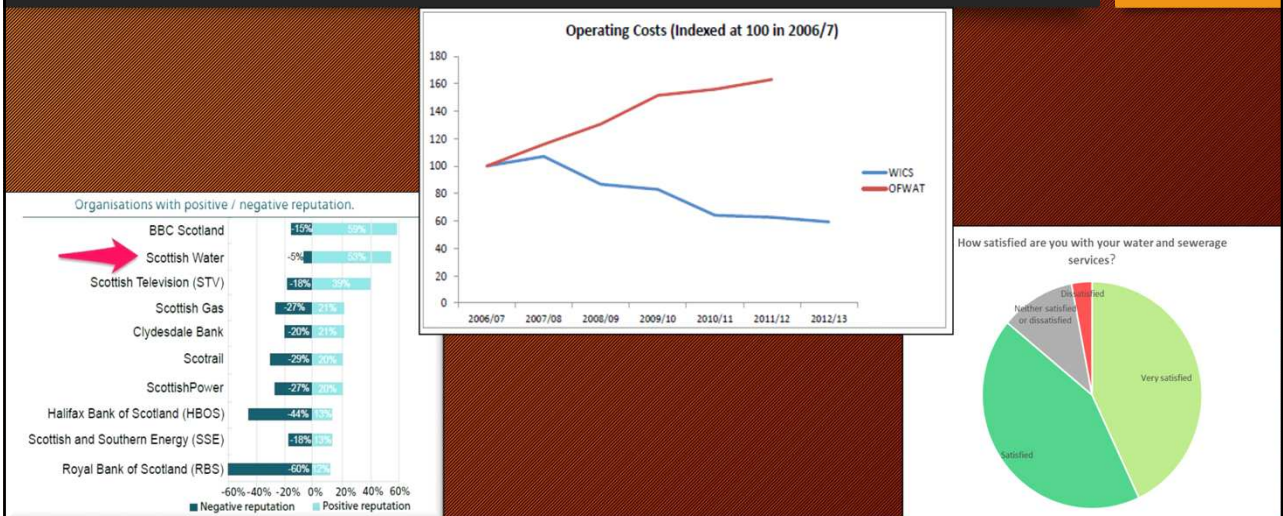 Operating Costs (Indexed at 100 in 2006/7)
180
160
140
120
100
80
60
40
20
0
2006/07 2007/08 2008/09 2009/10 2010/11 2011/12 2012/13
WICS
OFWAT
Organisations with positive / negative reputation.
BBC Scotland -15% 59%
Scottish Water -5% 53%
Scottish Television (STV) -18% 39%
Scottish Gas -27% 21%
Clydesdale Bank -20% 21%
Scotrail -29% 20%
ScottishPower -27% 20%
Halifax Bank of Scotland (HBOS) -44% 13%
Scottish and Southern Energy (SSE) -18% 13%
Royal Bank of Scotland (RBS) -60% 12%
-60% -40% -20% 0% 20% 40% 60%
Negative reputation Positive reputation
How satisfied are you with your water and sewerage
services?
Dissatisfied
Neither satisfied
or dissatisfied
Very satisfied
Satisfied